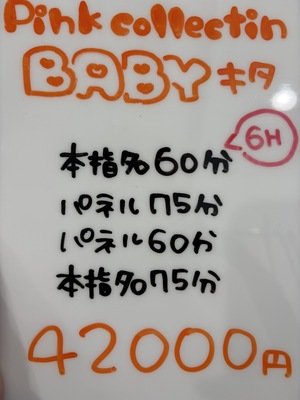 Pink collectin
BABYキタ
6H
本指名60分
パネル75分
パネル60分
本指名75分
42000円